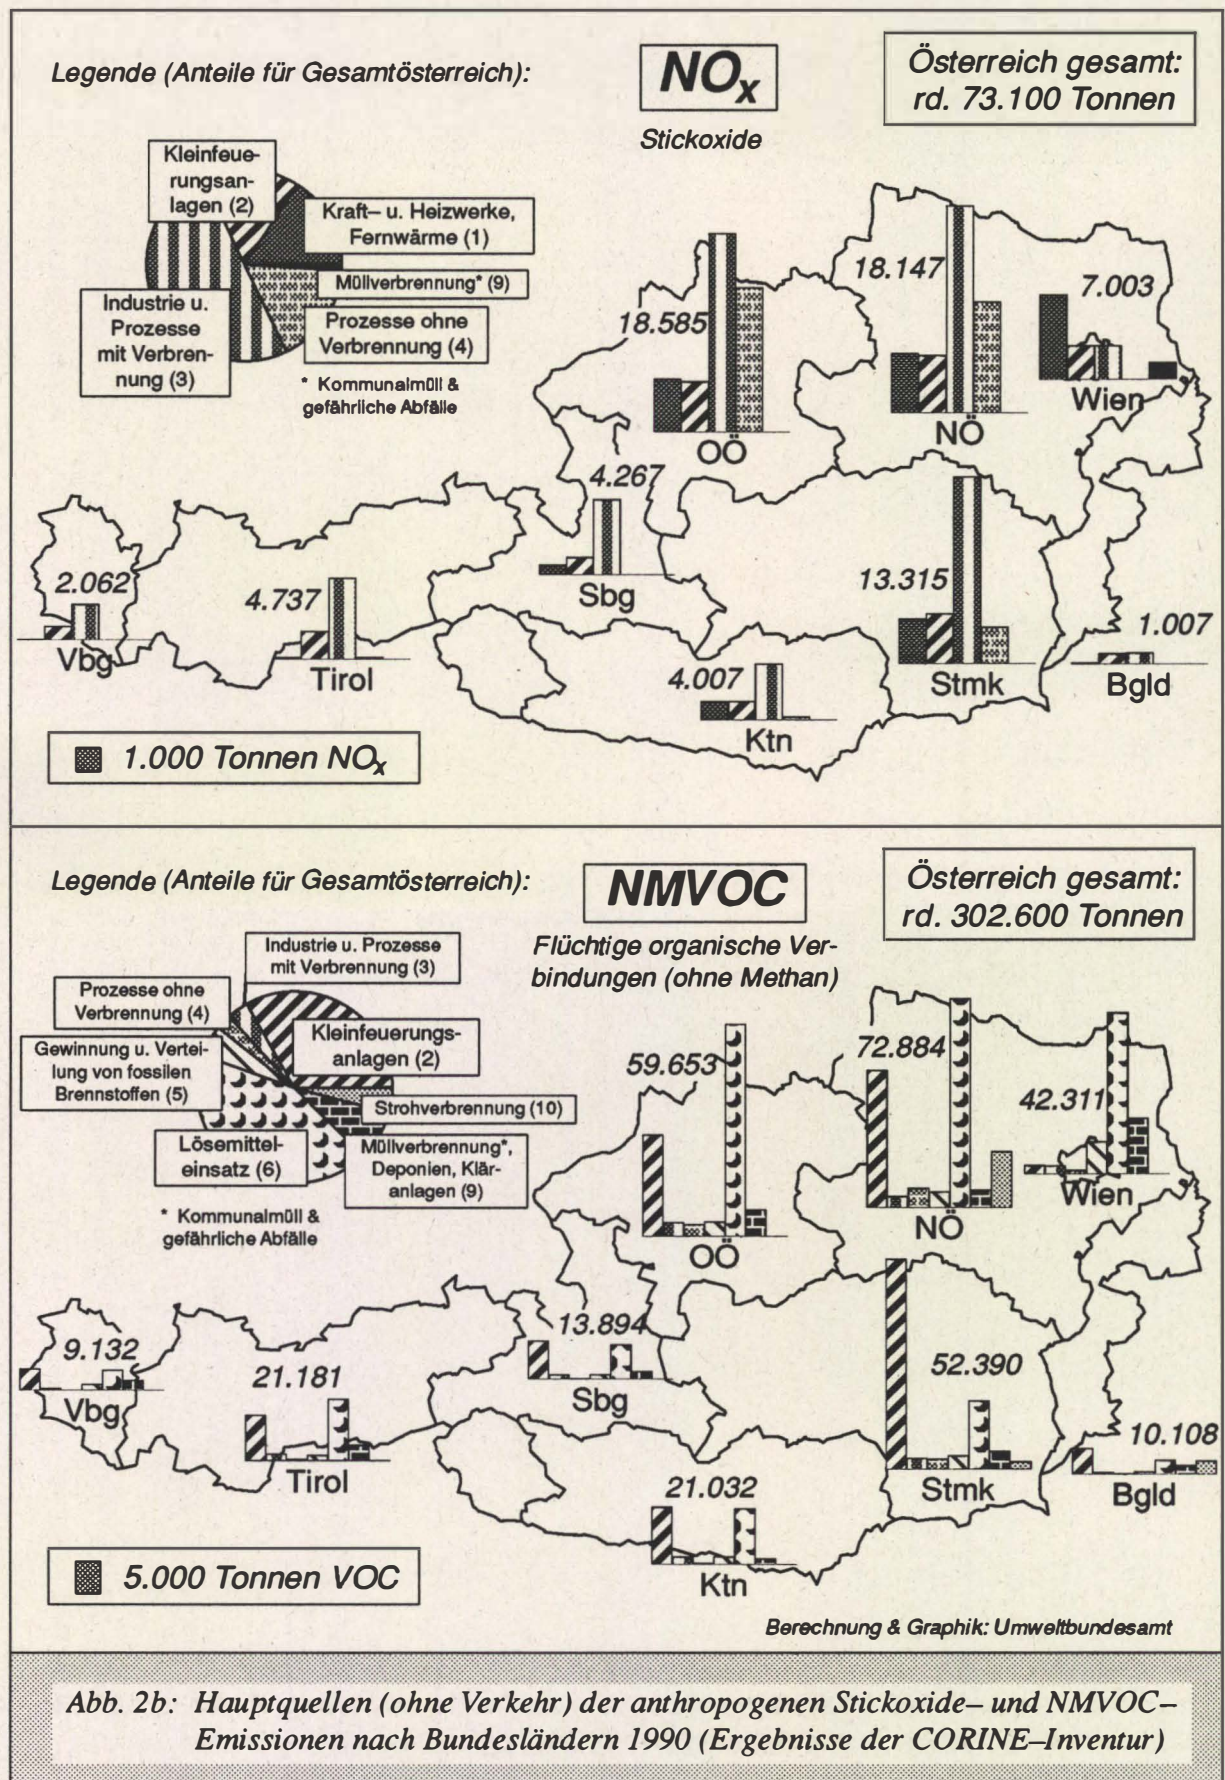 Legende (Anteile für Gesamtösterreich):
NOx
Stickoxide
Österreich gesamt:
rd. 73.100 Tonnen
Kleinfeue-
rungsan-
lagen (2)
Kraft– u. Heizwerke,
Fernwärme (1)
Müllverbrennung* (9)
Industrie u.
Prozesse
mit Verbren-
nung (3)
Prozesse ohne
Verbrennung (4)
* Kommunalmüll &
gefährliche Abfälle
18.585
OÖ
18.147
NÖ
7.003
Wien
4.267
Sbg
2.062
Vbg
4.737
Tirol
4.007
Ktn
13.315
Stmk
1.007
Bgld
1.000 Tonnen NOx
Legende (Anteile für Gesamtösterreich):
NMVOC
Flüchtige organische Ver-
bindungen (ohne Methan)
Österreich gesamt:
rd. 302.600 Tonnen
Industrie u. Prozesse
mit Verbrennung (3)
Prozesse ohne
Verbrennung (4)
Kleinfeuerungs-
anlagen (2)
Gewinnung u. Vertei-
lung von fossilen
Brennstoffen (5)
Strohverbrennung (10)
Lösemittel-
einsatz (6)
Müllverbrennung*,
Deponien, Klär-
anlagen (9)
* Kommunalmüll &
gefährliche Abfälle
59.653
OÖ
72.884
NÖ
42.311
Wien
13.894
Sbg
9.132
Vbg
21.181
Tirol
21.032
Ktn
52.390
Stmk
10.108
Bgld
5.000 Tonnen VOC
Berechnung & Graphik: Umweltbundesamt
Abb. 2b: Hauptquellen (ohne Verkehr) der anthropogenen Stickoxide– und NMVOC–
Emissionen nach Bundesländern 1990 (Ergebnisse der CORINE–Inventur)